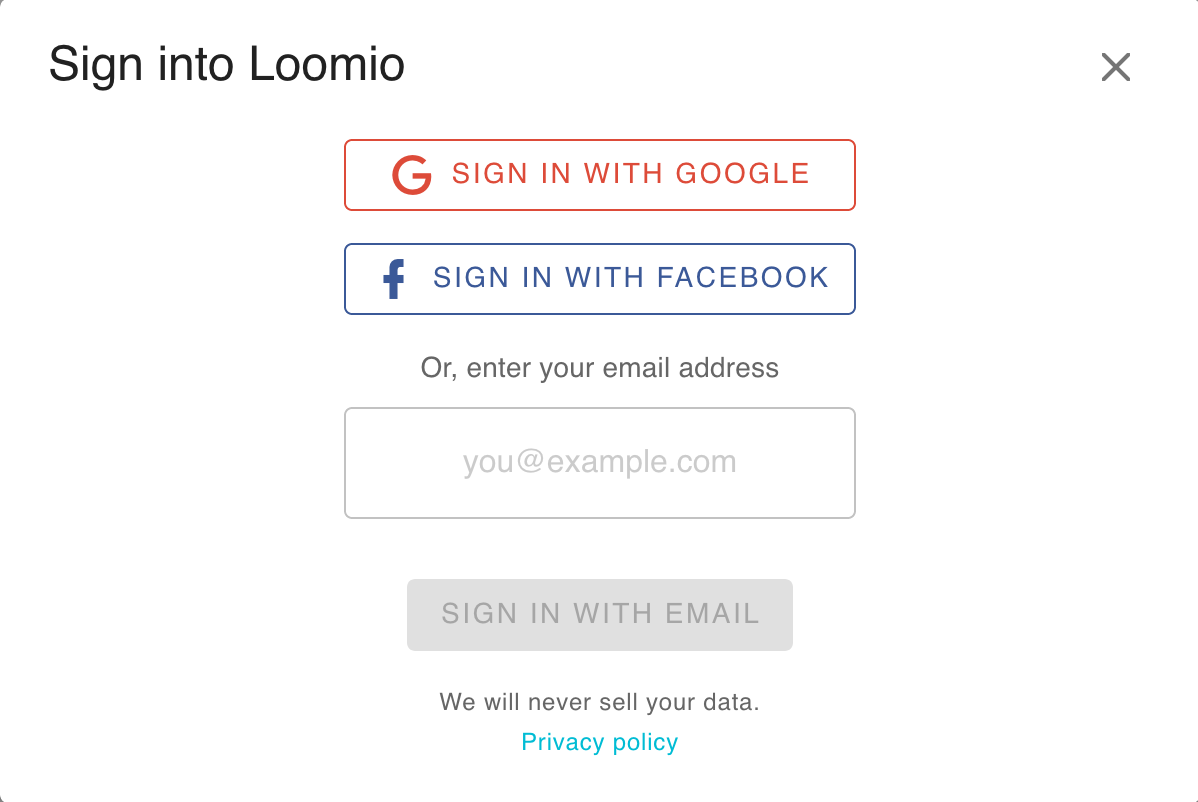 Sign into Loomio
SIGN IN WITH GOOGLE
SIGN IN WITH FACEBOOK
Or, enter your email address
you@example.com
SIGN IN WITH EMAIL
We will never sell your data.
Privacy policy